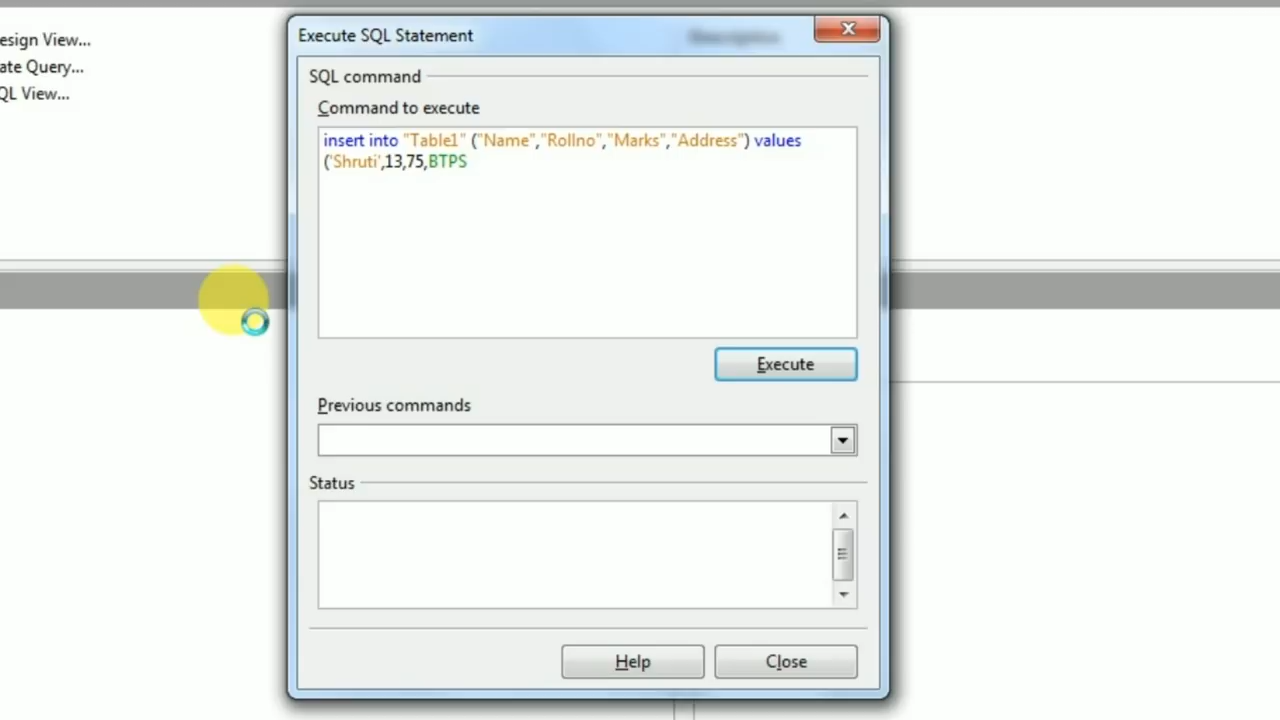 Execute SQL Statement
esign View...
ate Query...
QL View...
SQL command
Command to execute
insert into "Table1" ("Name","Rollno","Marks","Address") values
('Shruti',13,75,BTPS
Execute
Previous commands
Status
Help
Close